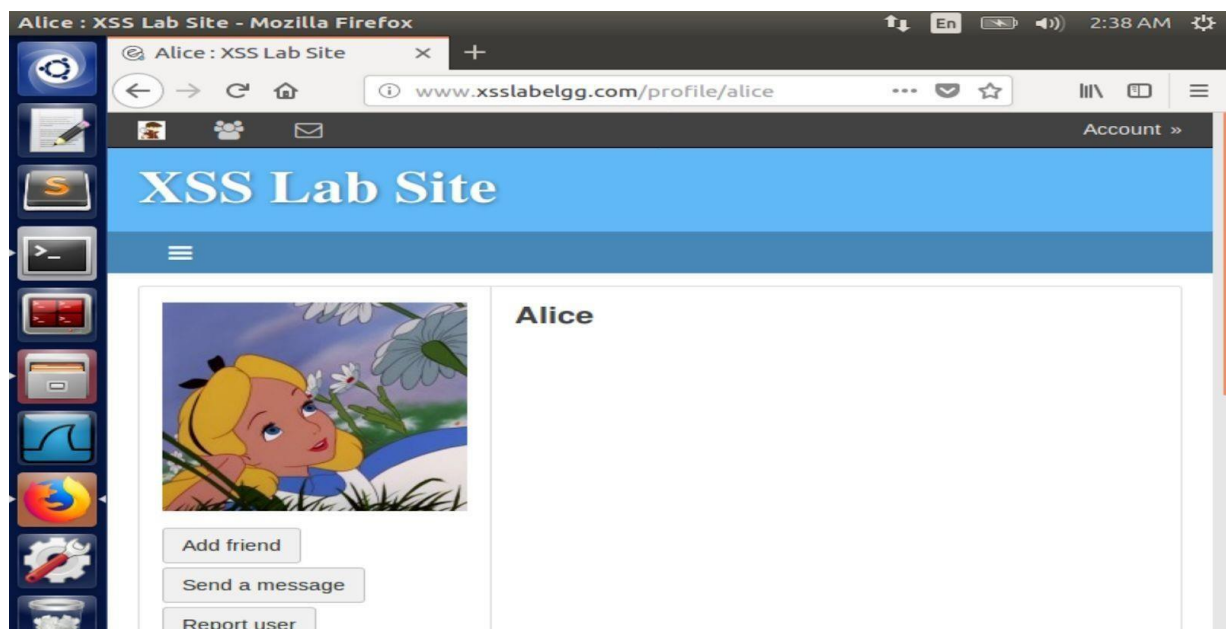 Alice : XSS Lab Site - Mozilla Firefox
En
2:38 AM
Alice : XSS Lab Site
www.xsslabelgg.com/profile/alice
Account »
XSS Lab Site
Alice
Add friend
Send a message
Report user